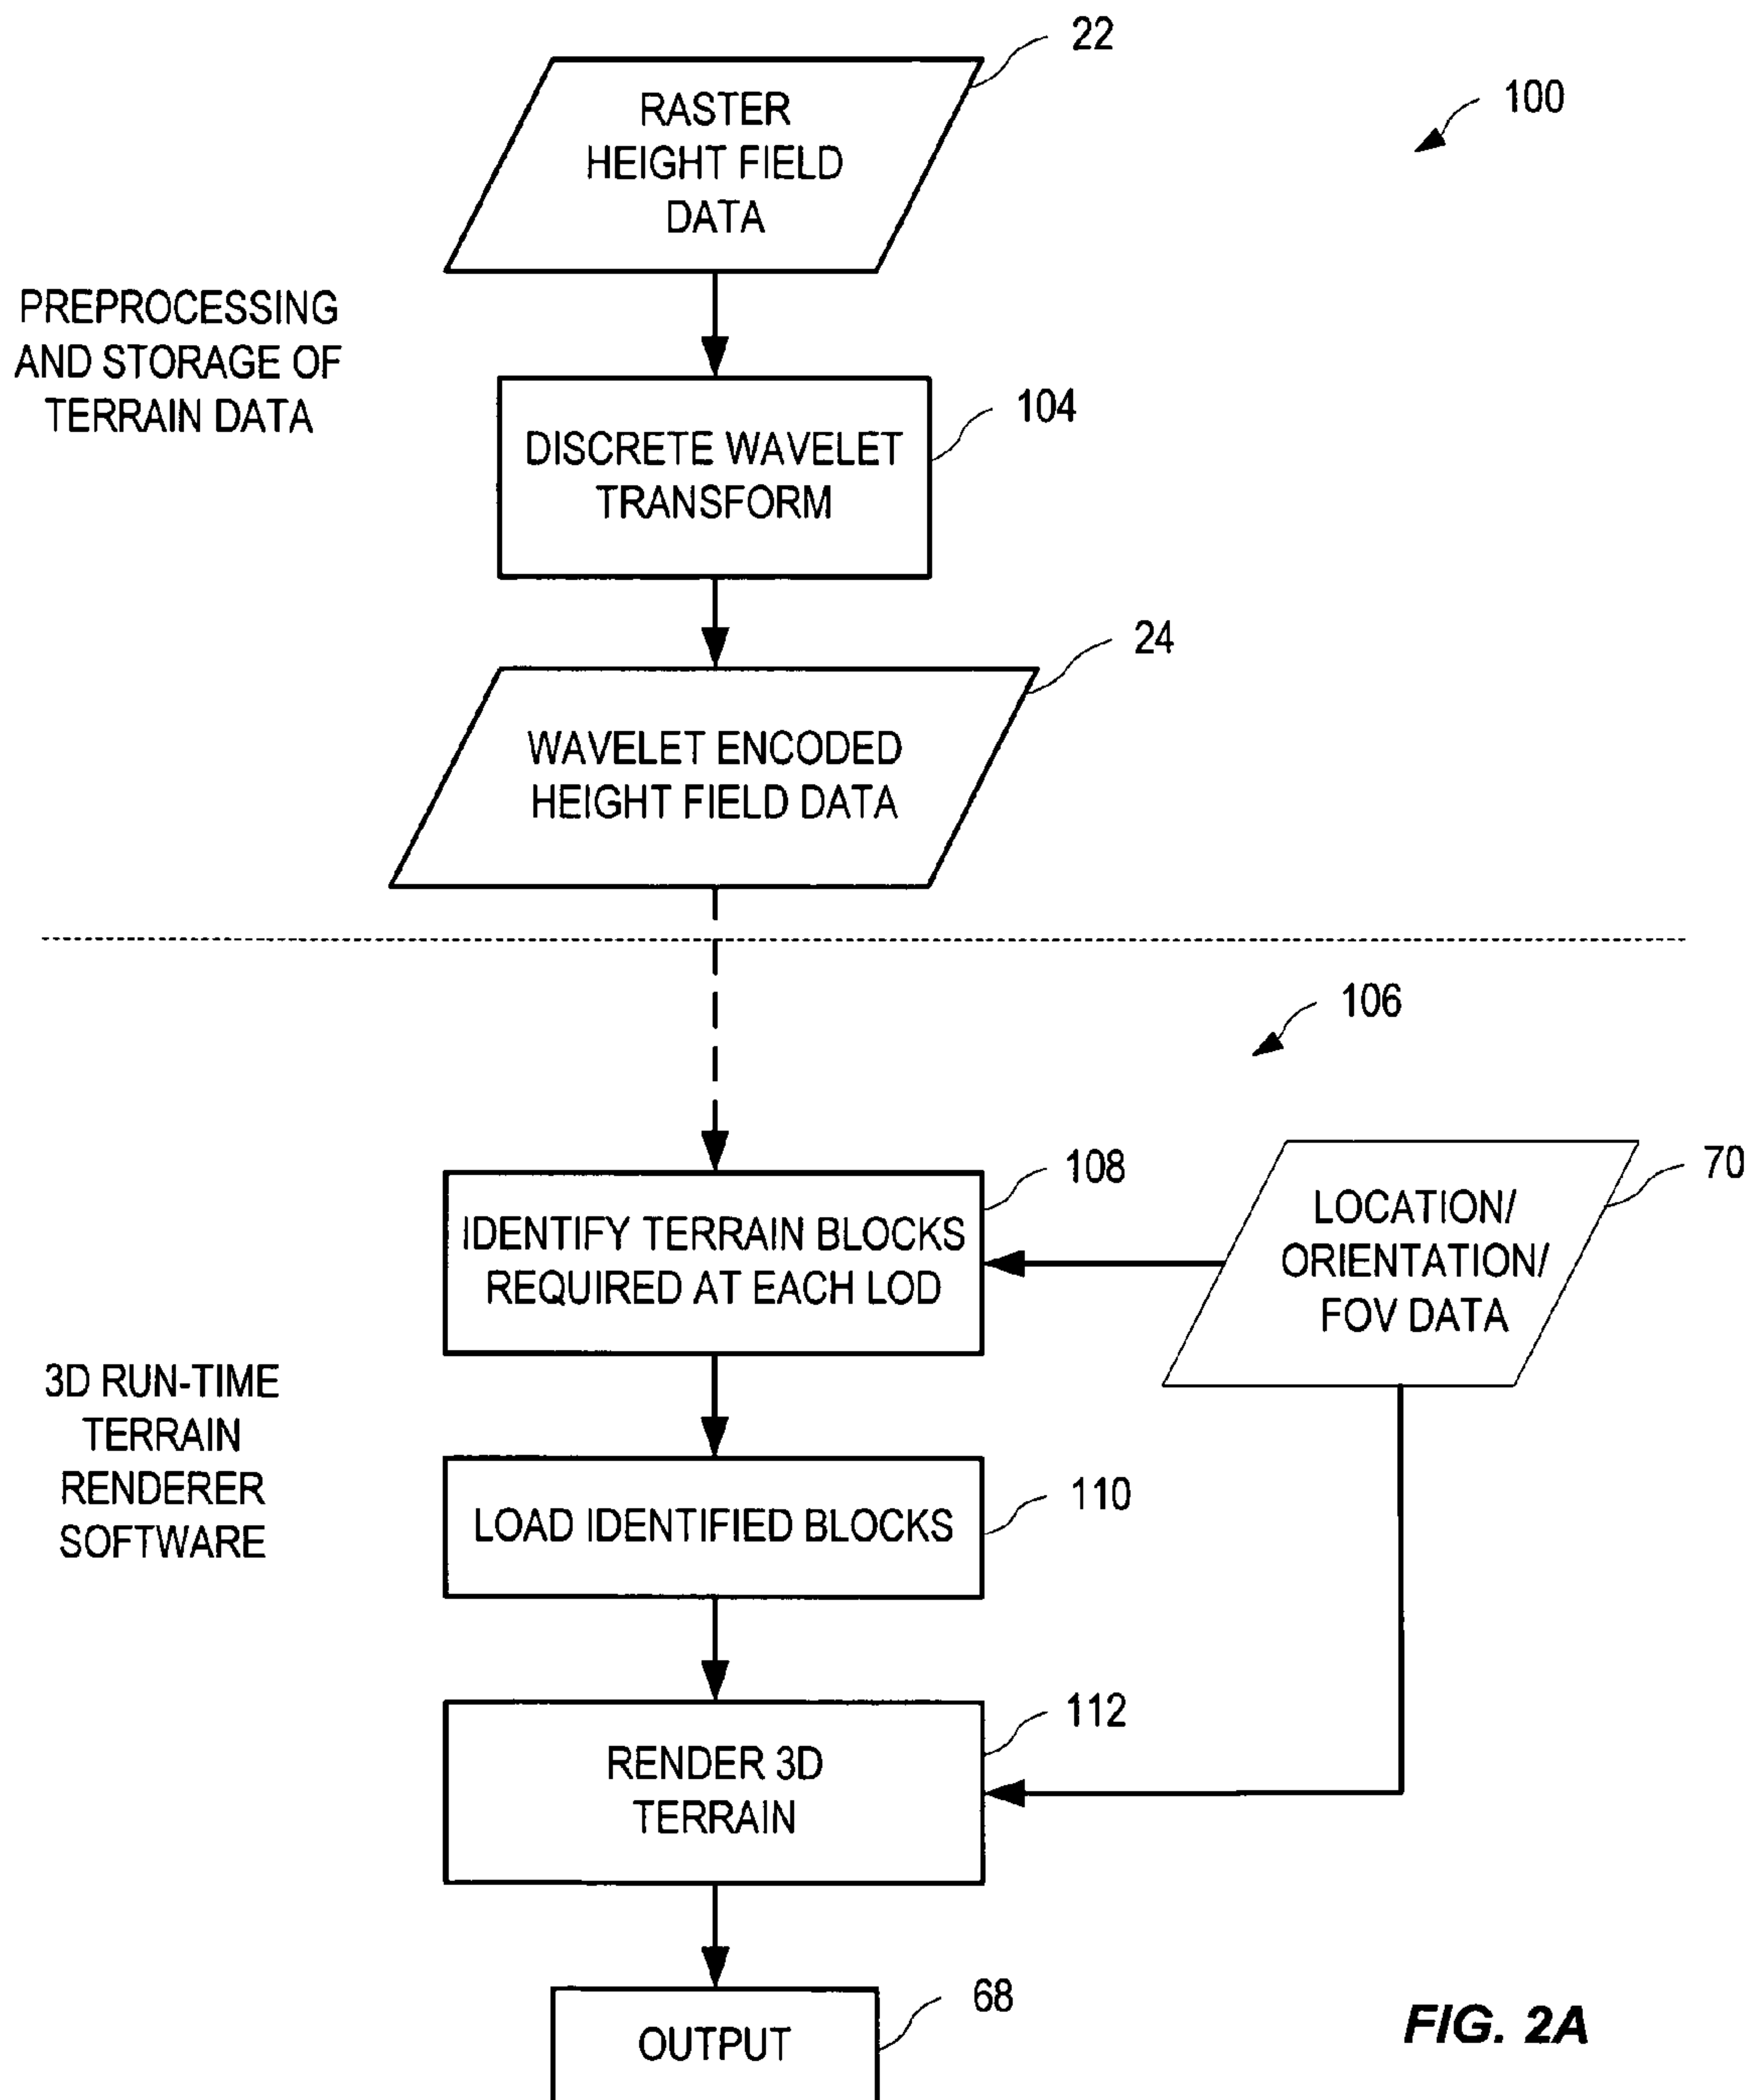 22
RASTER
HEIGHT FIELD
DATA
100
PREPROCESSING
AND STORAGE OF
TERRAIN DATA
104
DISCRETE WAVELET
TRANSFORM
24
WAVELET ENCODED
HEIGHT FIELD DATA
106
108
IDENTIFY TERRAIN BLOCKS
REQUIRED AT EACH LOD
70
LOCATION/
ORIENTATION/
FOV DATA
3D RUN-TIME
TERRAIN
RENDERER
SOFTWARE
110
LOAD IDENTIFIED BLOCKS
112
RENDER 3D
TERRAIN
68
OUTPUT
FIG. 2A